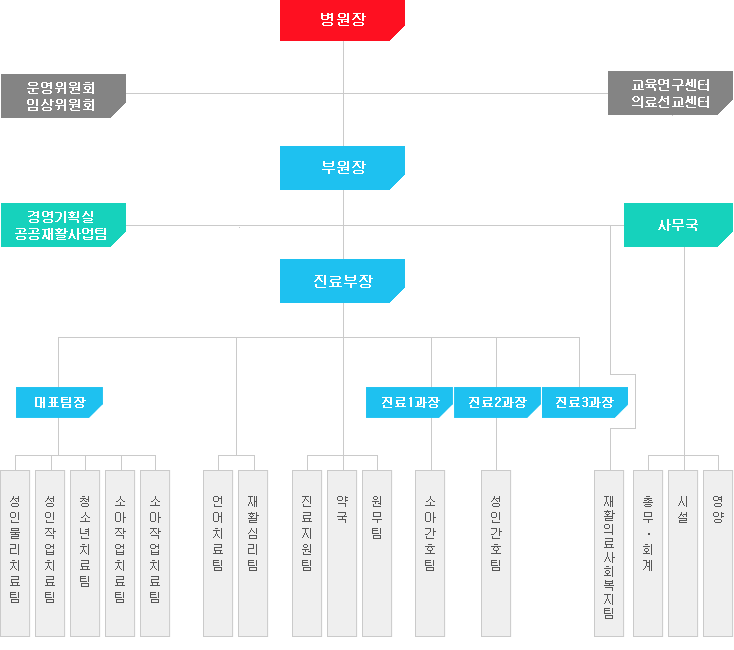 병원장
운영위원회
임상위원회
교육연구센터
의료선교센터
부원장
경영기획실
공공재활사업팀
사무국
진료부장
대표팀장
진료1과장
진료2과장
진료3과장
성인물리치료팀
성인작업치료팀
청소년치료팀
소아작업치료팀
소아작업치료팀
언어치료팀
재활심리팀
진료지원팀
약국
원무팀
소아간호팀
성인간호팀
재활의료사회복지팀
총무·회계
시설
영양